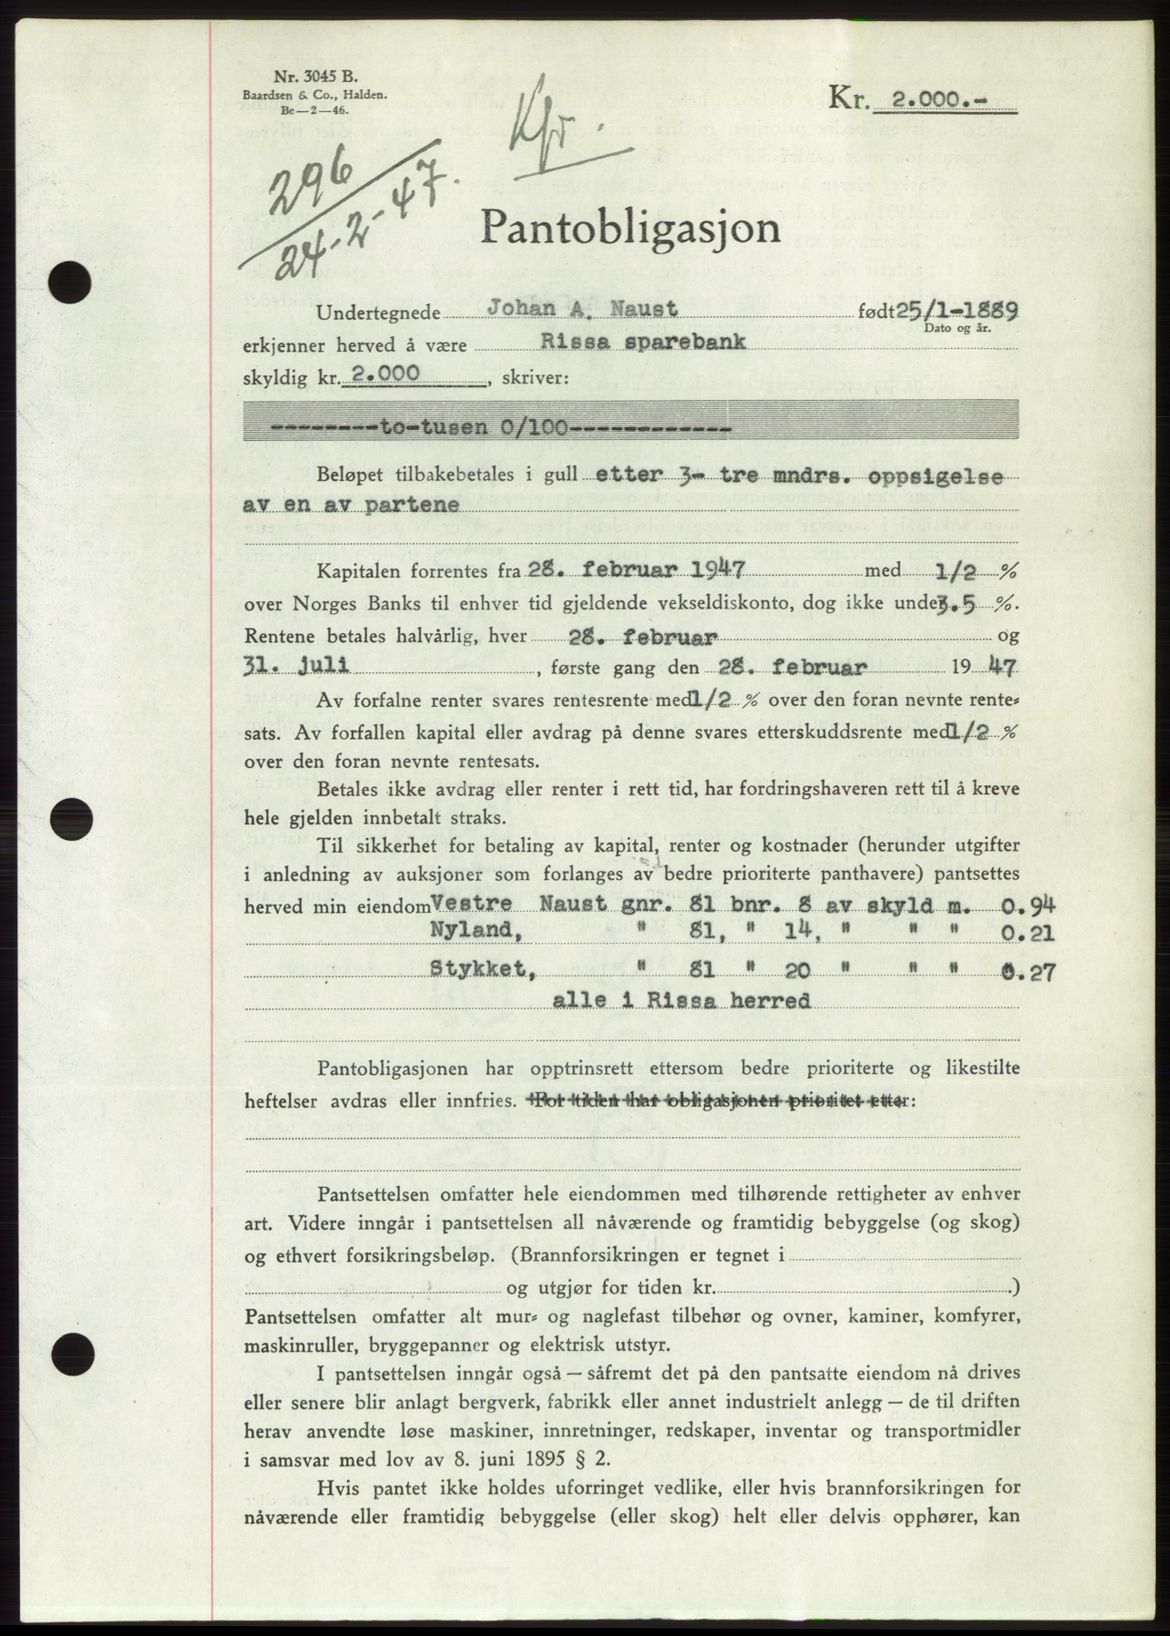 Nr. 3045 B.
Baardsen & Co., Halden.
Bc—2—46.
Kr. 2.000.-
296
24-2-47.
Pantobligasjon
Undertegnede Johan A. Naust født 25/1-1889
Dato og år.
erkjenner herved å være Rissa sparebank
skyldig kr. 2.000 , skriver:
--------to-tusen 0/100------------
Beløpet tilbakebetales i gull etter 3- tre mndrs. oppsigelse
av en av partene
Kapitalen forrentes fra 28. februar 1947 med 1/2 %
over Norges Banks til enhver tid gjeldende vekseldiskonto, dog ikke under 3.5 %.
Rentene betales halvårlig, hver 28. februar og
31. juli , første gang den 28. februar 19 47
Av forfalne renter svares rentesrente med 1/2 % over den foran nevnte rente-
sats. Av forfallen kapital eller avdrag på denne svares etterskuddsrente med 1/2 %
over den foran nevnte rentesats.
Betales ikke avdrag eller renter i rett tid, har fordringshaveren rett til å kreve
hele gjelden innbetalt straks.
Til sikkerhet for betaling av kapital, renter og kostnader (herunder utgifter
i anledning av auksjoner som forlanges av bedre prioriterte panthavere) pantsettes
herved min eiendom Vestre Naust gnr. 81 bnr. 8 av skyld m. 0.94
Nyland, " 81, " 14, " " " 0.21
Stykket, " 81 " 20 " " " 0.27
alle i Rissa herred
Pantobligasjonen har opptrinsrett ettersom bedre prioriterte og likestilte
heftelser avdras eller innfries. For tiden har obligasjonen prioritet etter:
Pantsettelsen omfatter hele eiendommen med tilhørende rettigheter av enhver
art. Videre inngår i pantsettelsen all nåværende og framtidig bebyggelse (og skog)
og ethvert forsikringsbeløp. (Brannforsikringen er tegnet i
og utgjør for tiden kr. .)
Pantsettelsen omfatter alt mur- og naglefast tilbehør og ovner, kaminer, komfyrer,
maskinruller, bryggepanner og elektrisk utstyr.
I pantsettelsen inngår også — såfremt det på den pantsatte eiendom nå drives
eller senere blir anlagt bergverk, fabrikk eller annet industrielt anlegg — de til driften
herav anvendte løse maskiner, innretninger, redskaper, inventar og transportmidler
i samsvar med lov av 8. juni 1895 § 2.
Hvis pantet ikke holdes uforringet vedlike, eller hvis brannforsikringen for
nåværende eller framtidig bebyggelse (eller skog) helt eller delvis opphører, kan